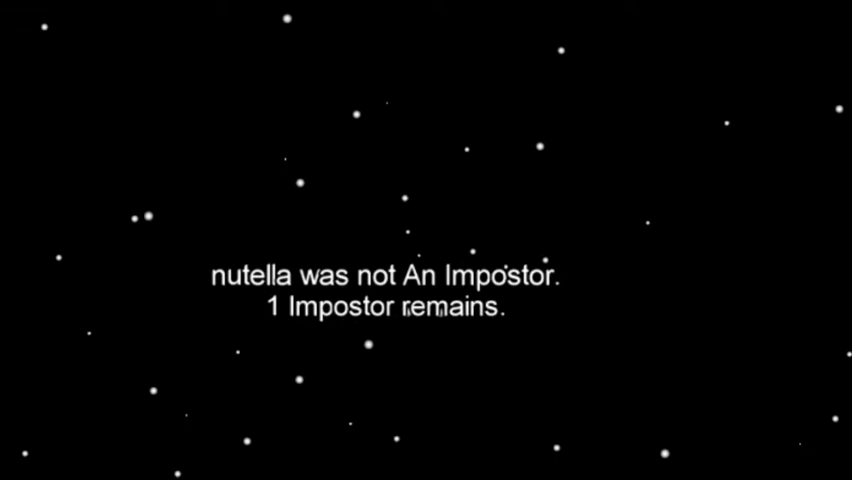 nutella was not An Impostor.
1 Impostor remains.